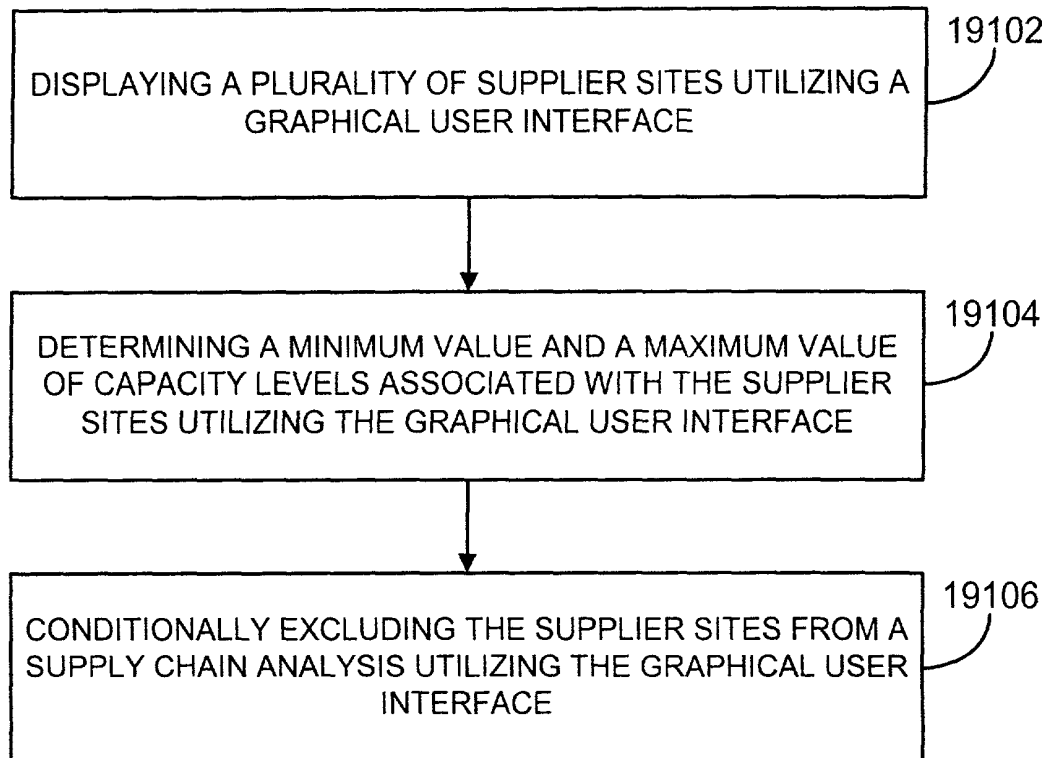 19102
DISPLAYING A PLURALITY OF SUPPLIER SITES UTILIZING A
GRAPHICAL USER INTERFACE
19104
DETERMINING A MINIMUM VALUE AND A MAXIMUM VALUE
OF CAPACITY LEVELS ASSOCIATED WITH THE SUPPLIER
SITES UTILIZING THE GRAPHICAL USER INTERFACE
19106
CONDITIONALLY EXCLUDING THE SUPPLIER SITES FROM A
SUPPLY CHAIN ANALYSIS UTILIZING THE GRAPHICAL USER
INTERFACE